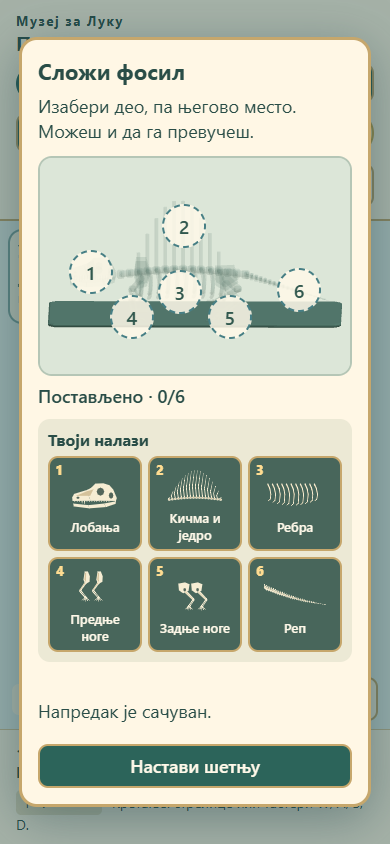 Музеј за Луку
Сложи фосил
Изабери део, па његово место.
Можеш и да га превучеш.
2
1
3
6
4
5
Постављено · 0/6
Твоји налази
1
Лобања
2
Кичма и
једро
3
Ребра
4
Предње
ноге
5
Задње ноге
6
Реп
Напредак је сачуван.
Настави шетњу
D.